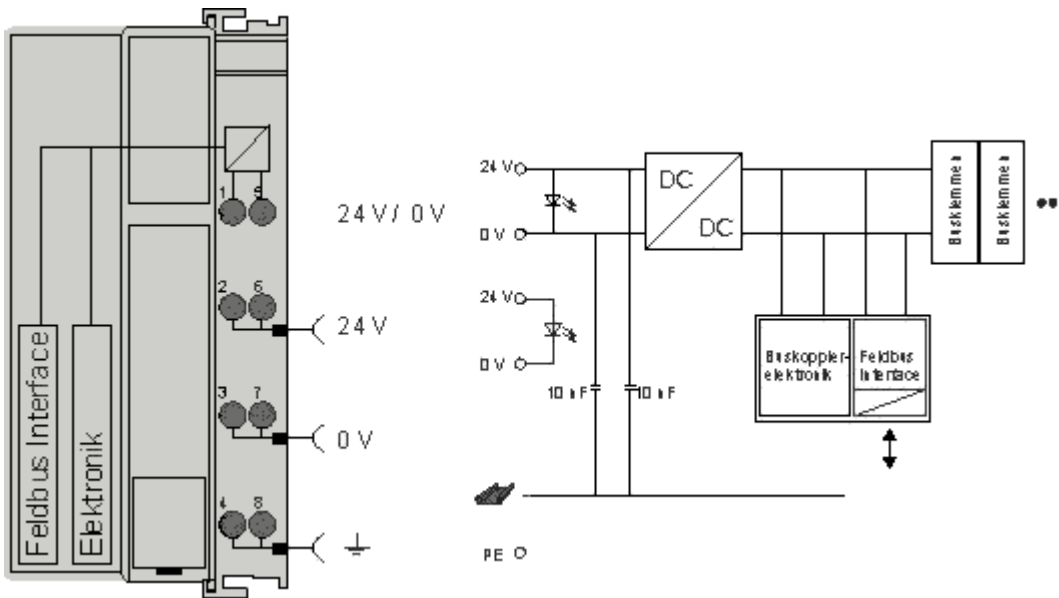 1 5
24 V / 0 V
2 6
24 V
3 7
0 V
4 8
Feldbus Interface
Elektronik
24 V
0 V
24 V
0 V
DC
DC
Busklemmen
Busklemmen
Buskoppler-
elektronik
Feldbus
Interface
10 nF
10 nF
PE